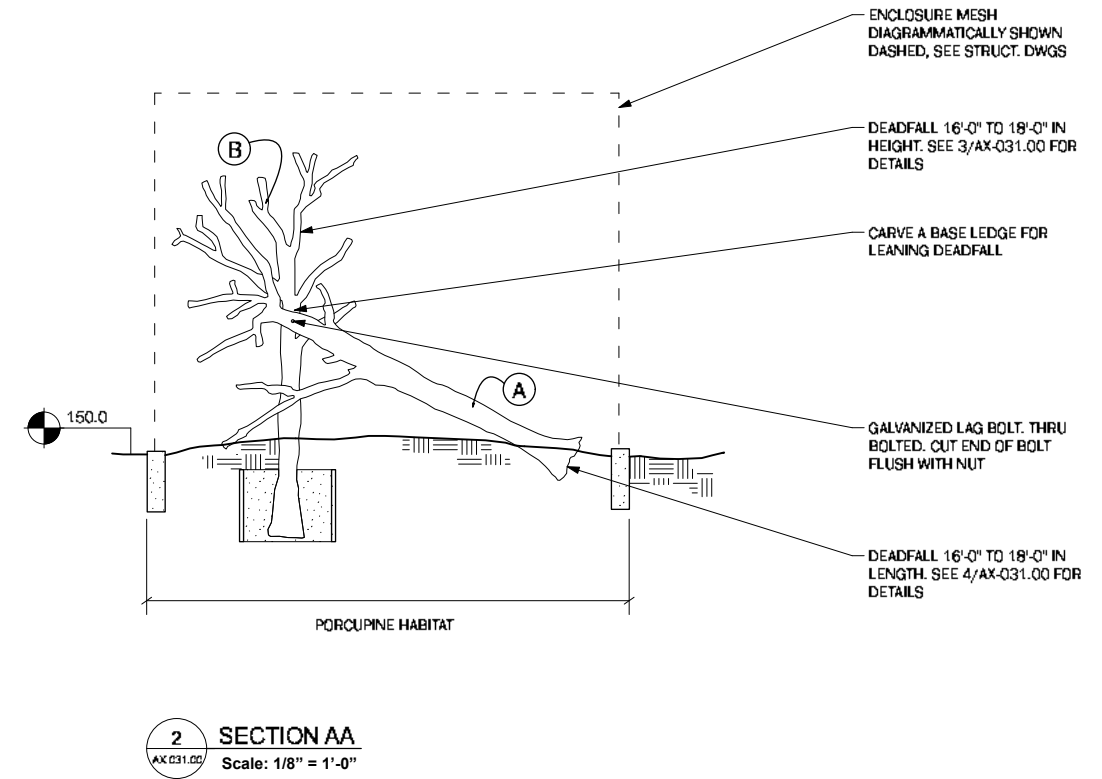 ENCLOSURE MESH
DIAGRAMMATICALLY SHOWN
DASHED, SEE STRUCT. DWGS
DEADFALL 16'-0" TO 18'-0" IN
HEIGHT. SEE 3/AX-031.00 FOR
DETAILS
B
CARVE A BASE LEDGE FOR
LEANING DEADFALL
A
150.0
GALVANIZED LAG BOLT. THRU
BOLTED. CUT END OF BOLT
FLUSH WITH NUT
DEADFALL 16'-0" TO 18'-0" IN
LENGTH. SEE 4/AX-031.00 FOR
DETAILS
PORCUPINE HABITAT
2
AX 031.00
SECTION AA
Scale: 1/8” = 1’-0”